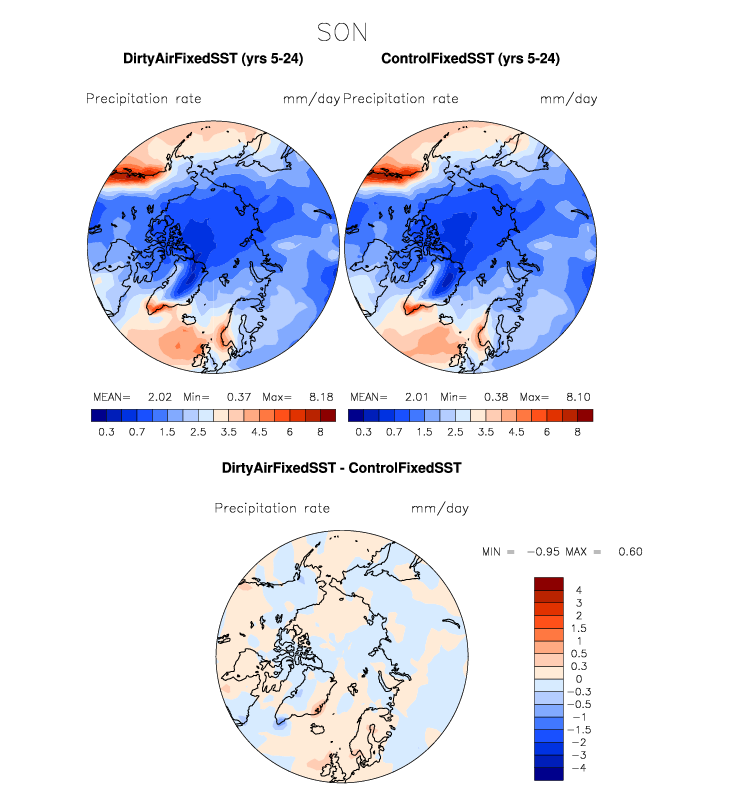 SON
DirtyAirFixedSST (yrs 5-24) ControlFixedSST (yrs 5-24)
Precipitation rate mm/day Precipitation rate mm/day
MEAN= 2.02 Min= 0.37 Max= 8.18 MEAN= 2.01 Min= 0.38 Max= 8.10
0.3 0.7 1.5 2.5 3.5 4.5 6 8 0.3 0.7 1.5 2.5 3.5 4.5 6 8
DirtyAirFixedSST - ControlFixedSST
Precipitation rate mm/day
MIN = -0.95 MAX = 0.60
4
3
2
1.5
1
0.5
0.3
0
-0.3
-0.5
-1
-1.5
-2
-3
-4